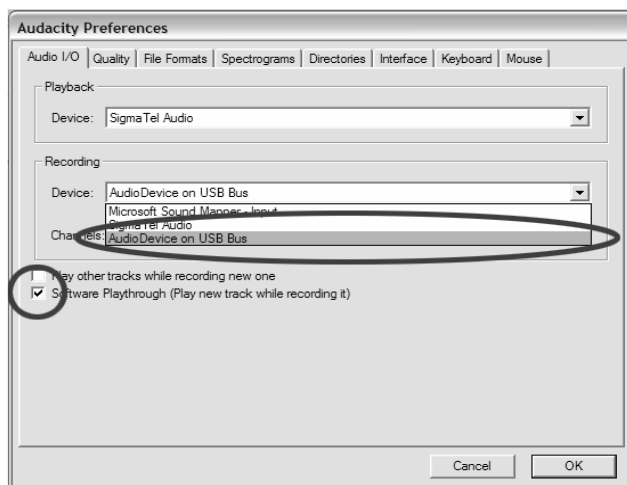 Audacity Preferences
Audio I/O Quality File Formats Spectrograms Directories Interface Keyboard Mouse
Playback
Device: SigmaTel Audio
Recording
Device: AudioDevice on USB Bus
Microsoft Sound Mapper - Input
SigmaTel Audio
Channels: AudioDevice on USB Bus
Play other tracks while recording new one
Software Playthrough (Play new track while recording it)
Cancel OK